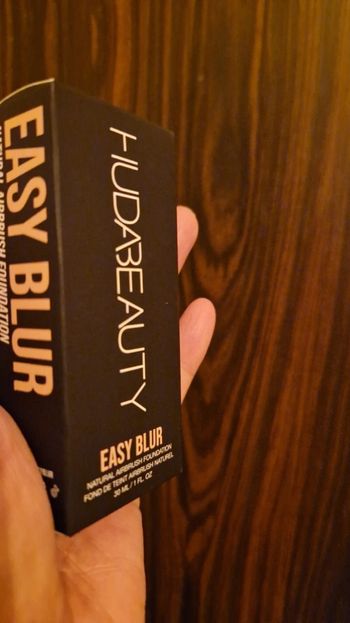 EASY BLUR
NATURAL AIRBRUSH FOUNDATION
HUDABEAUTY
EASY BLUR
NATURAL AIRBRUSH FOUNDATION
FOND DE TEINT AIRBRUSH NATUREL
30 ML / 1 FL. OZ